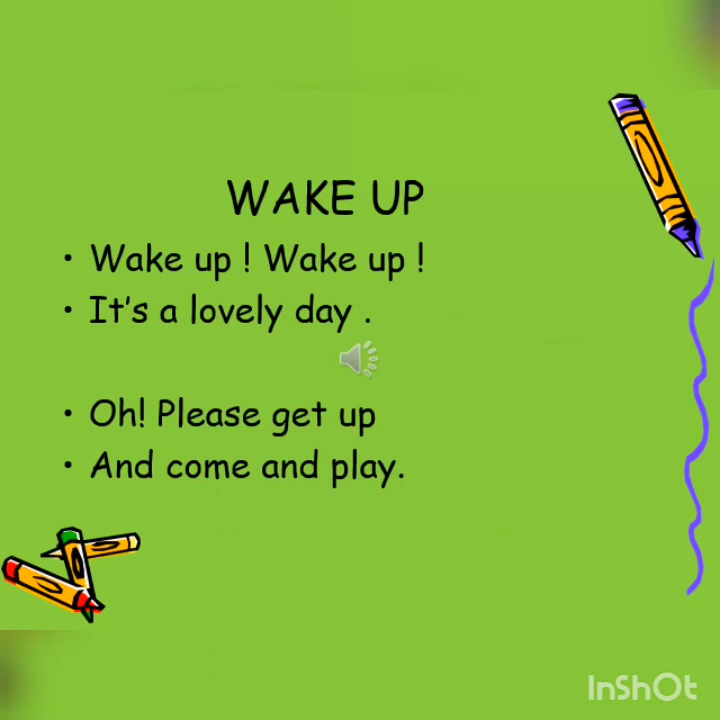 WAKE UP
• Wake up ! Wake up !
• It's a lovely day .
• Oh! Please get up
• And come and play.
InShOt